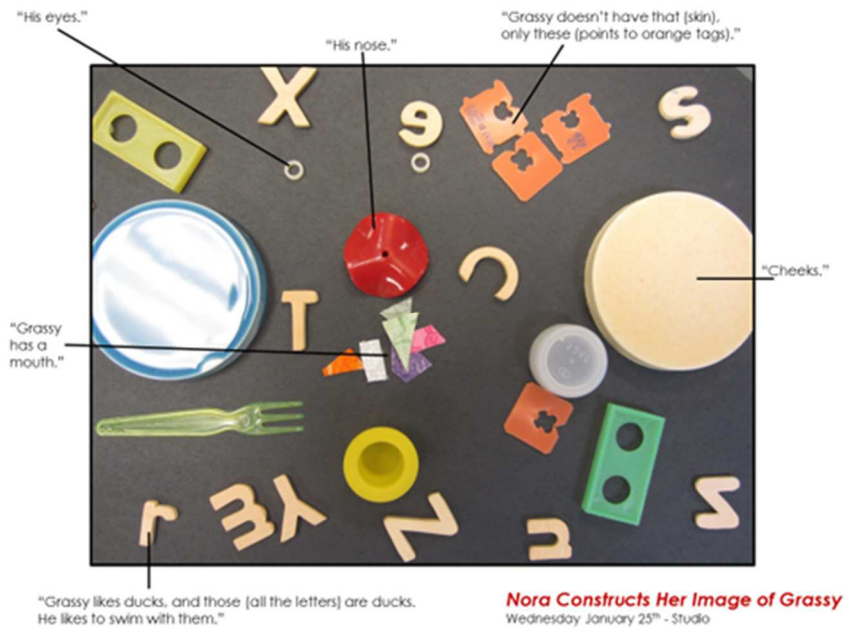 “His eyes.”
“His nose.”
“Grassy doesn’t have that (skin),
only these (points to orange tags).”
“Cheeks.”
“Grassy
has a
mouth.”
“Grassy likes ducks, and those (all the letters) are ducks.
He likes to swim with them.”
Nora Constructs Her Image of Grassy
Wednesday January 25th - Studio
X
e
S
C
T
r
m
y
N
n
Z